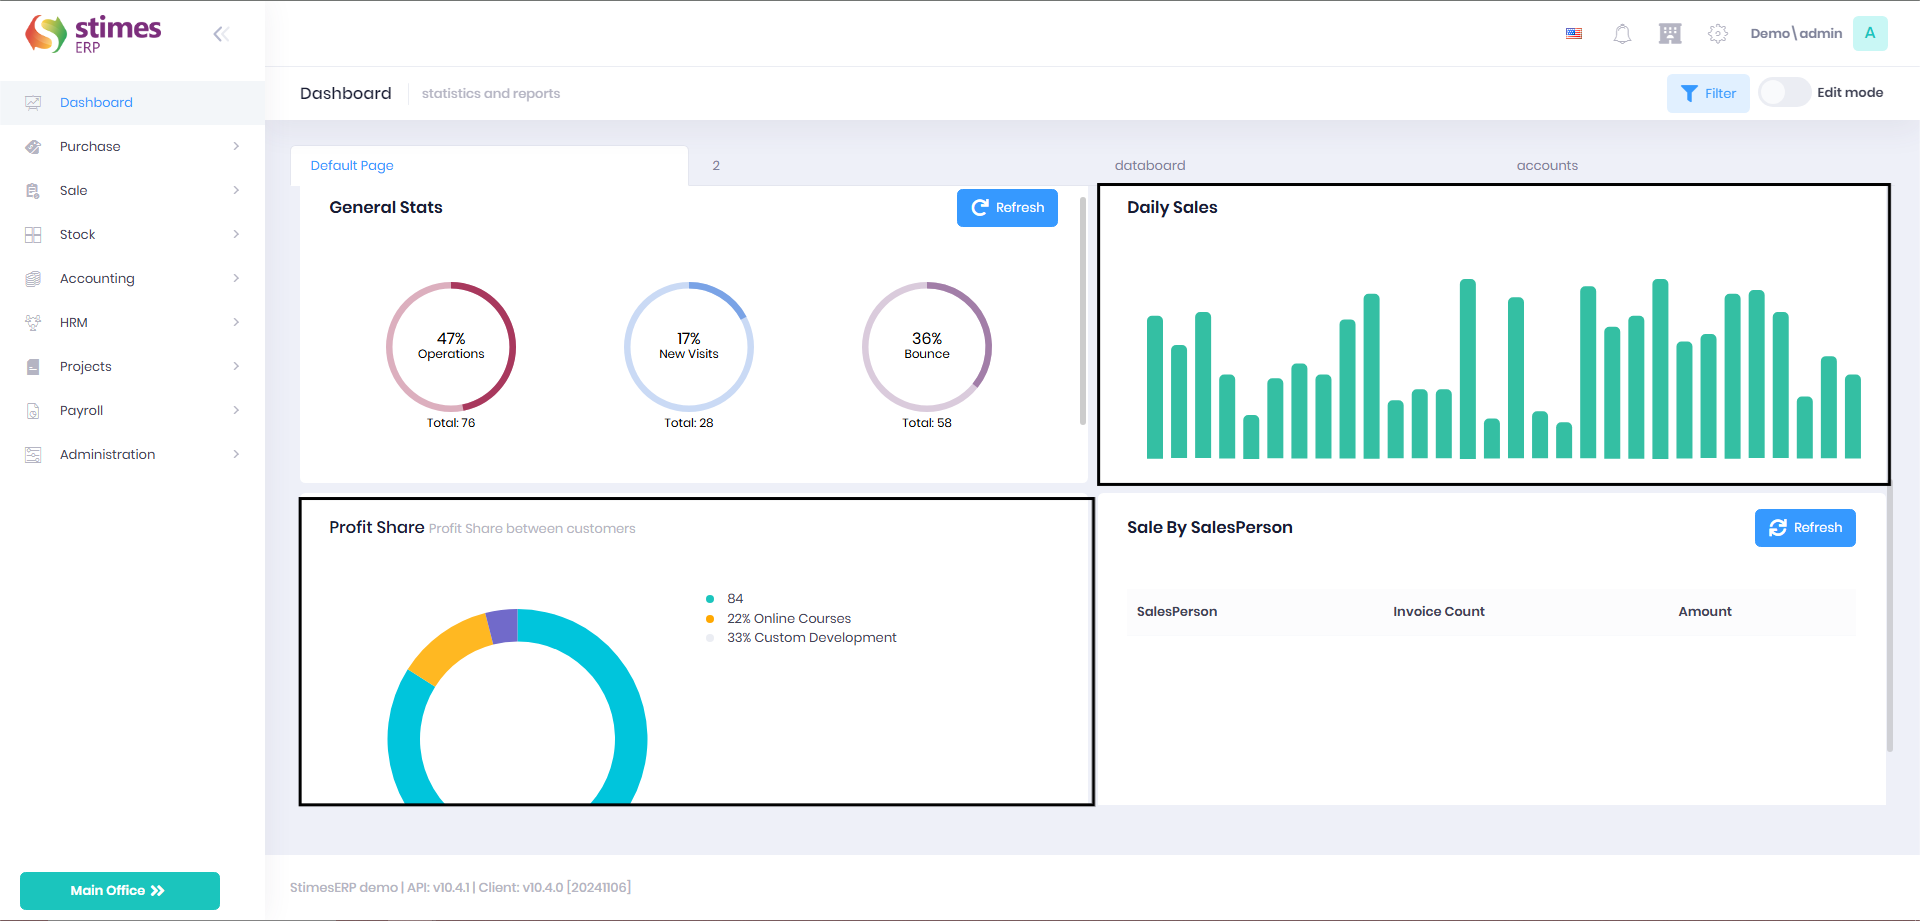 stimes
ERP
Demo\admin
A
Dashboard
Purchase
Sale
Stock
Accounting
HRM
Projects
Payroll
Administration
Main Office
Dashboard
statistics and reports
Filter
Edit mode
Default Page
2
databoard
accounts
General Stats
Refresh
47%
Operations
Total: 76
17%
New Visits
Total: 28
36%
Bounce
Total: 58
Daily Sales
Profit Share Profit Share between customers
84
22% Online Courses
33% Custom Development
Sale By SalesPerson
Refresh
SalesPerson Invoice Count Amount
StimesERP demo | API: v10.4.1 | Client: v10.4.0 [20241106]